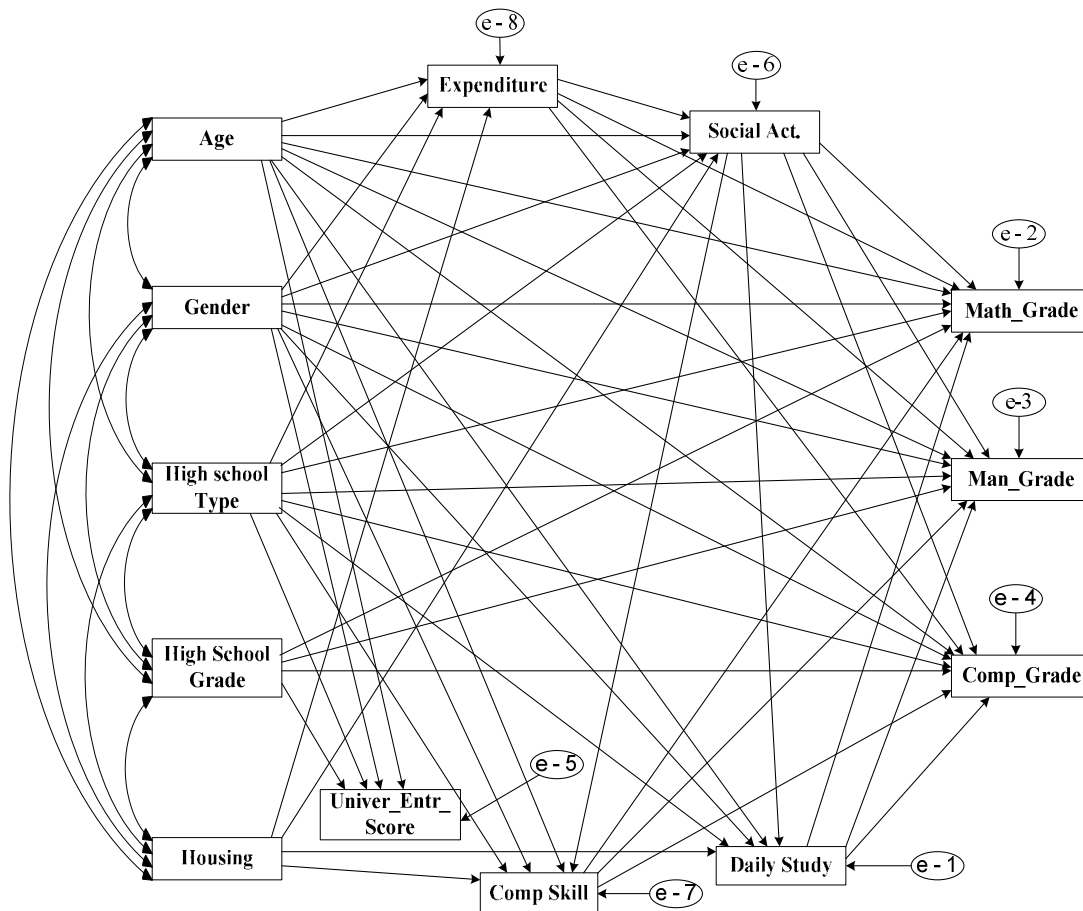 e - 8
Expenditure
e - 6
Social Act.
Age
e - 2
Gender
Math_Grade
e-3
High school
Type
Man_Grade
e - 4
High School
Grade
Comp_Grade
e - 5
Univer_Entr_
Score
Housing
Daily Study
e - 1
Comp Skill
e - 7